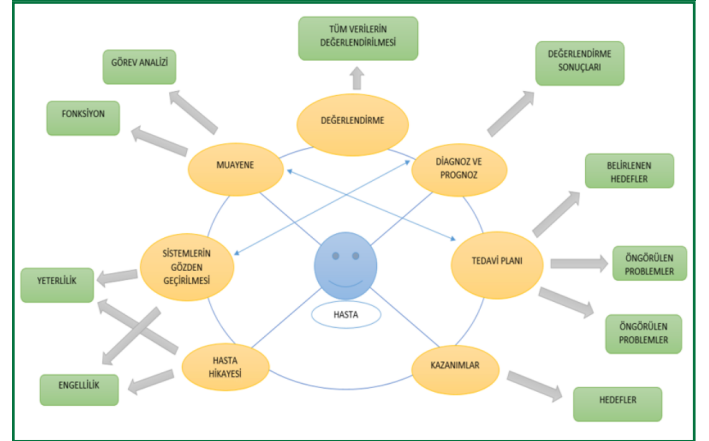 TÜM VERİLERİN
DEĞERLENDİRİLMESİ
GÖREV ANALİZİ
DEĞERLENDİRME
SONUÇLARI
FONKSİYON
DEĞERLENDİRME
MUAYENE
DİAGNOZ VE
PROGNOZ
BELİRLENEN
HEDEFLER
SİSTEMLERİN
GÖZDEN
GEÇİRİLMESİ
TEDAVİ PLANI
ÖNGÖRÜLEN
PROBLEMLER
YETERLİLİK
HASTA
ÖNGÖRÜLEN
PROBLEMLER
HASTA
HİKAYESİ
KAZANIMLAR
ENGELLİLİK
HEDEFLER